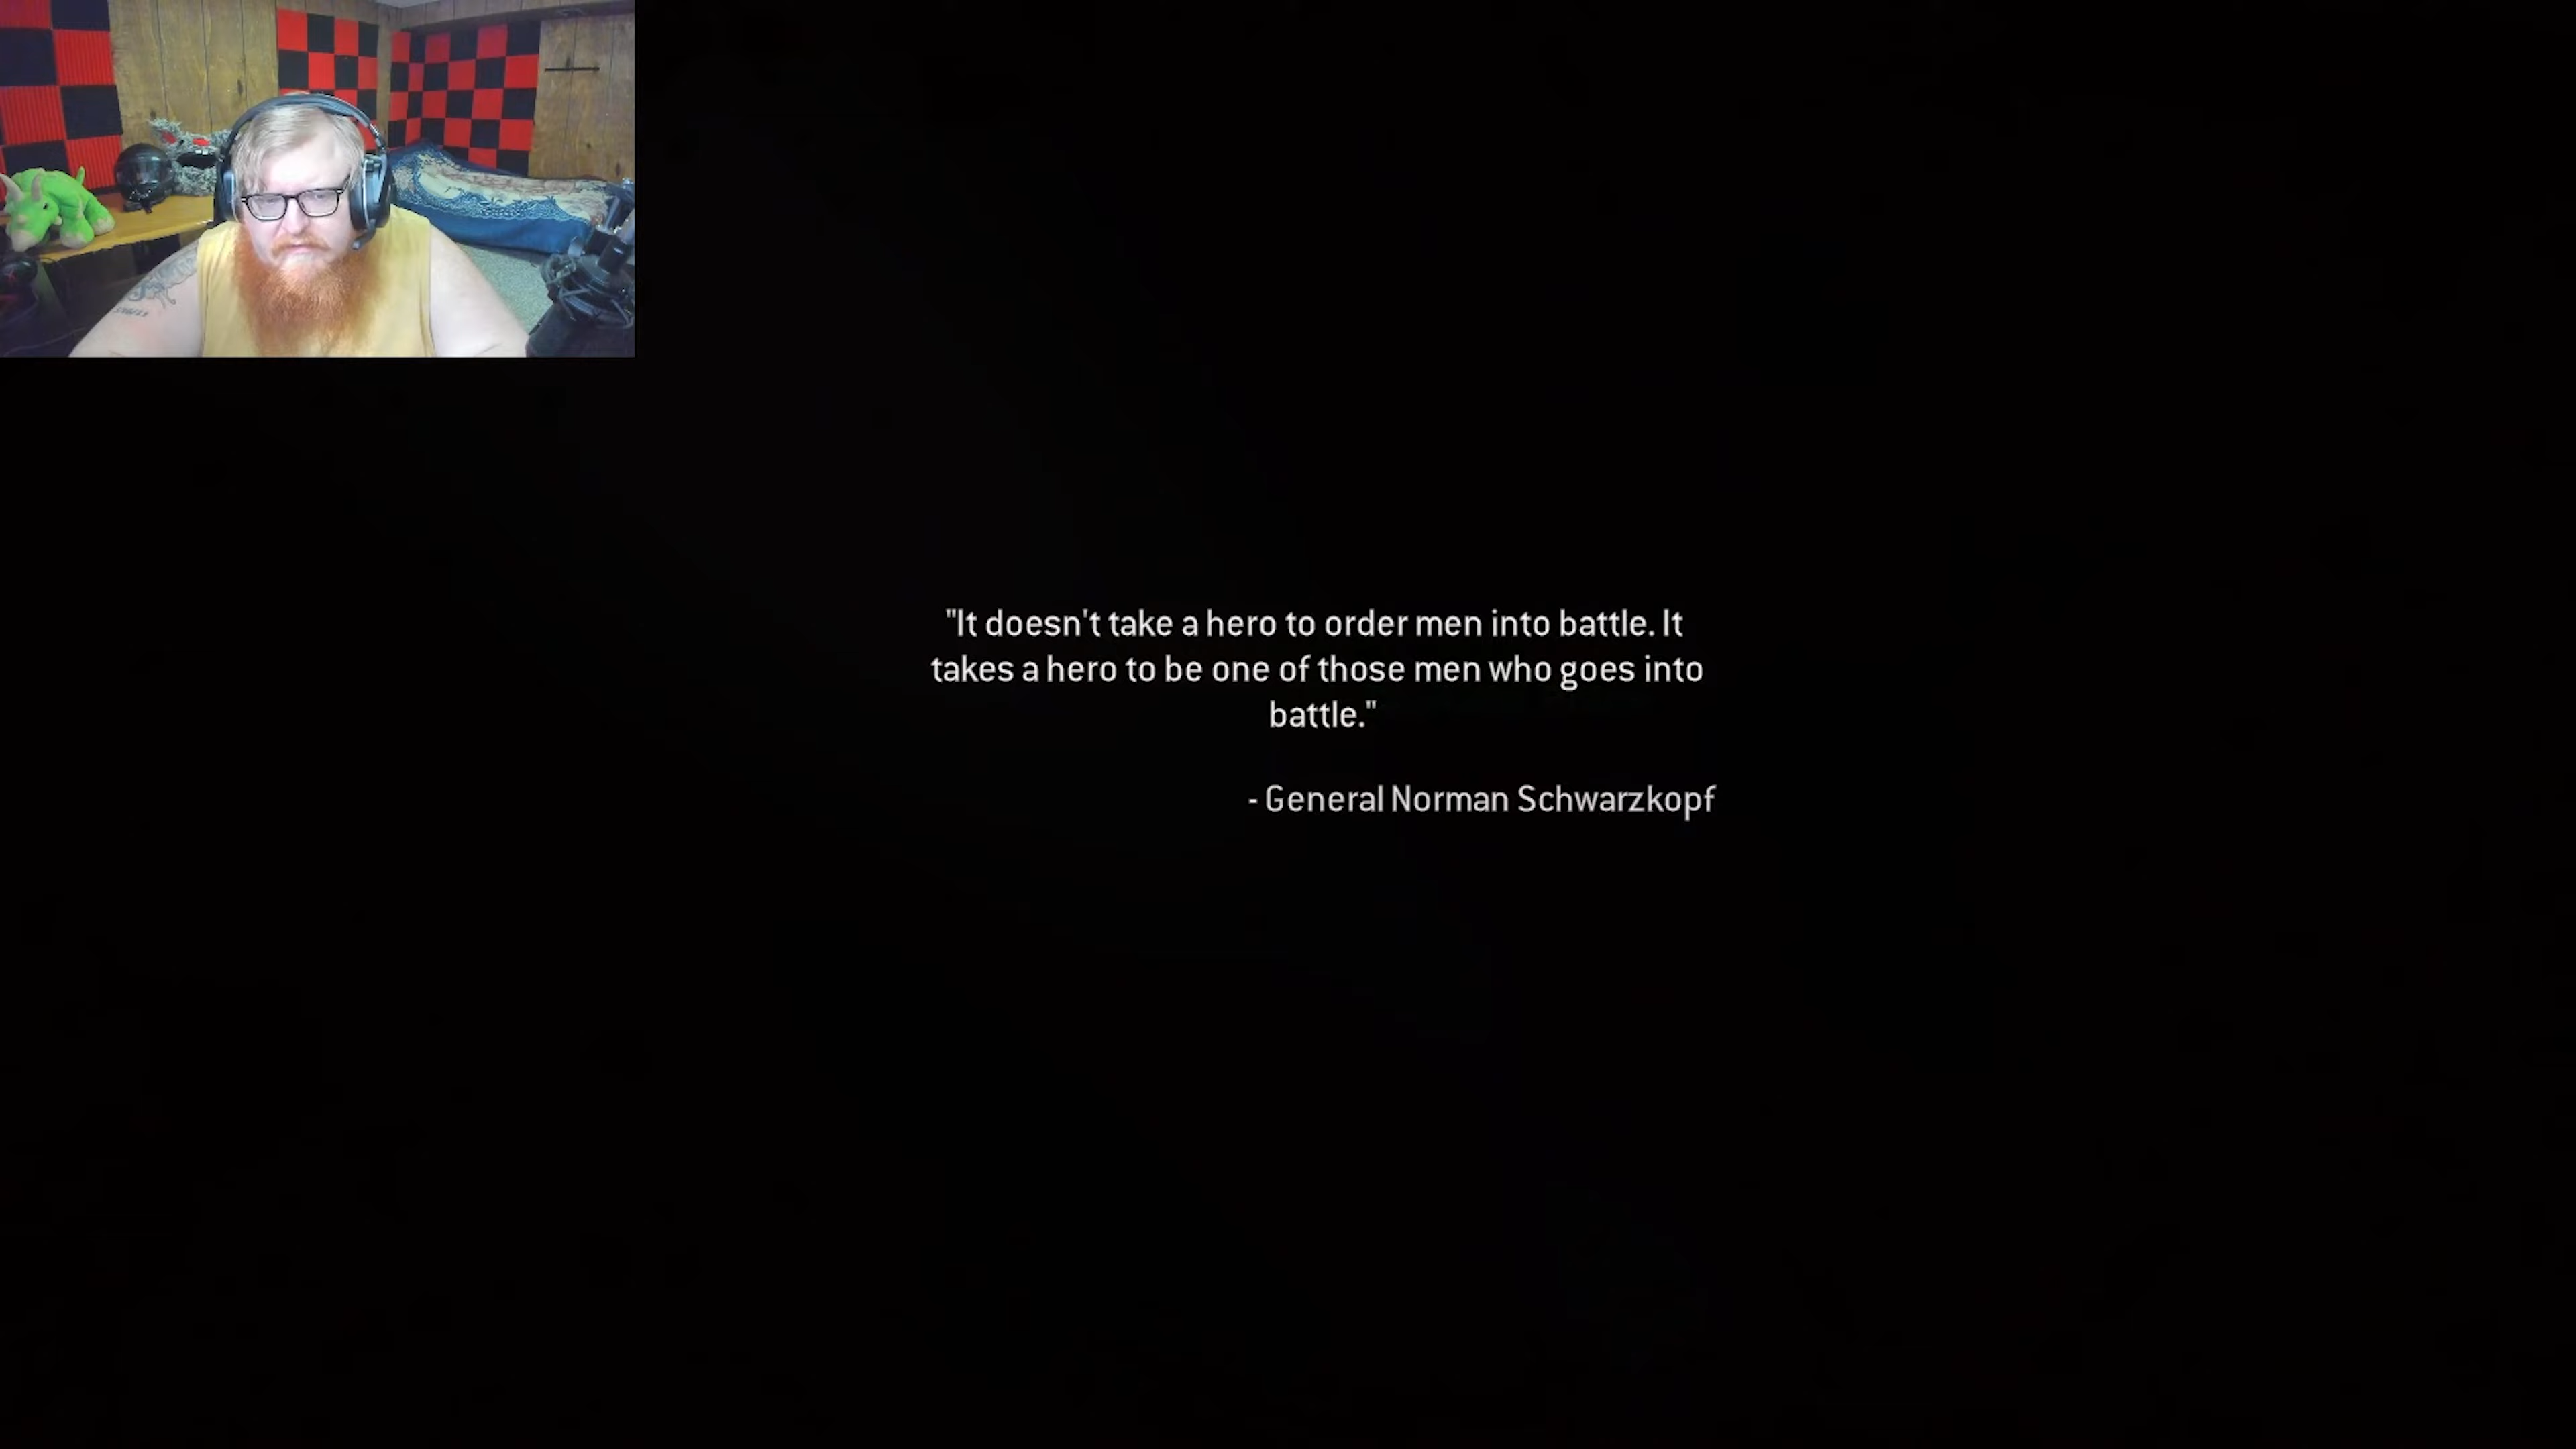 "It doesn't take a hero to order men into battle. It
takes a hero to be one of those men who goes into
battle."
- General Norman Schwarzkopf